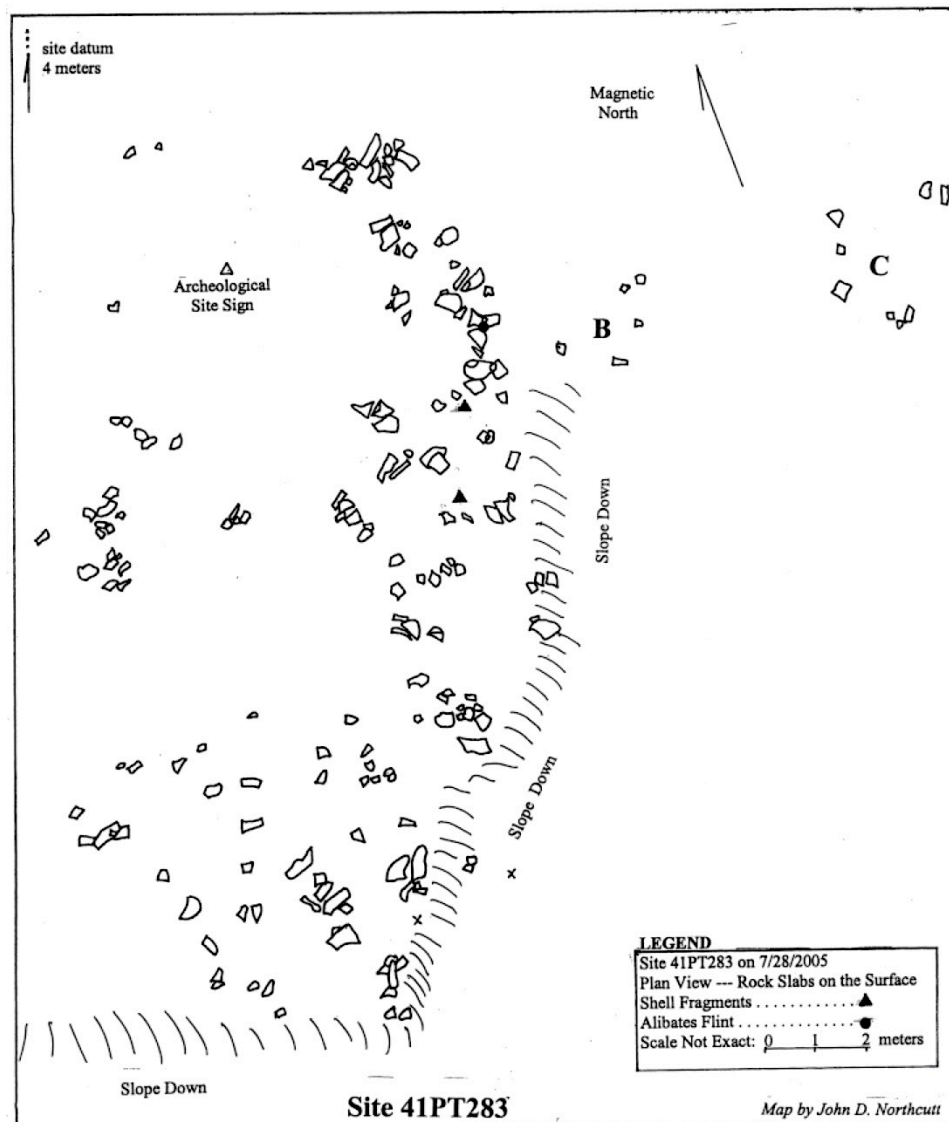 site datum
4 meters
Magnetic
North
Archeological
Site Sign
B
C
Slope Down
Slope Down
x
x
LEGEND
Site 41PT283 on 7/28/2005
Plan View --- Rock Slabs on the Surface
Shell Fragments . . . . . . . . . . . .
Alibates Flint . . . . . . . . . . . . . .
Scale Not Exact: 0 1 2 meters
Slope Down
Site 41PT283
Map by John D. Northcutt